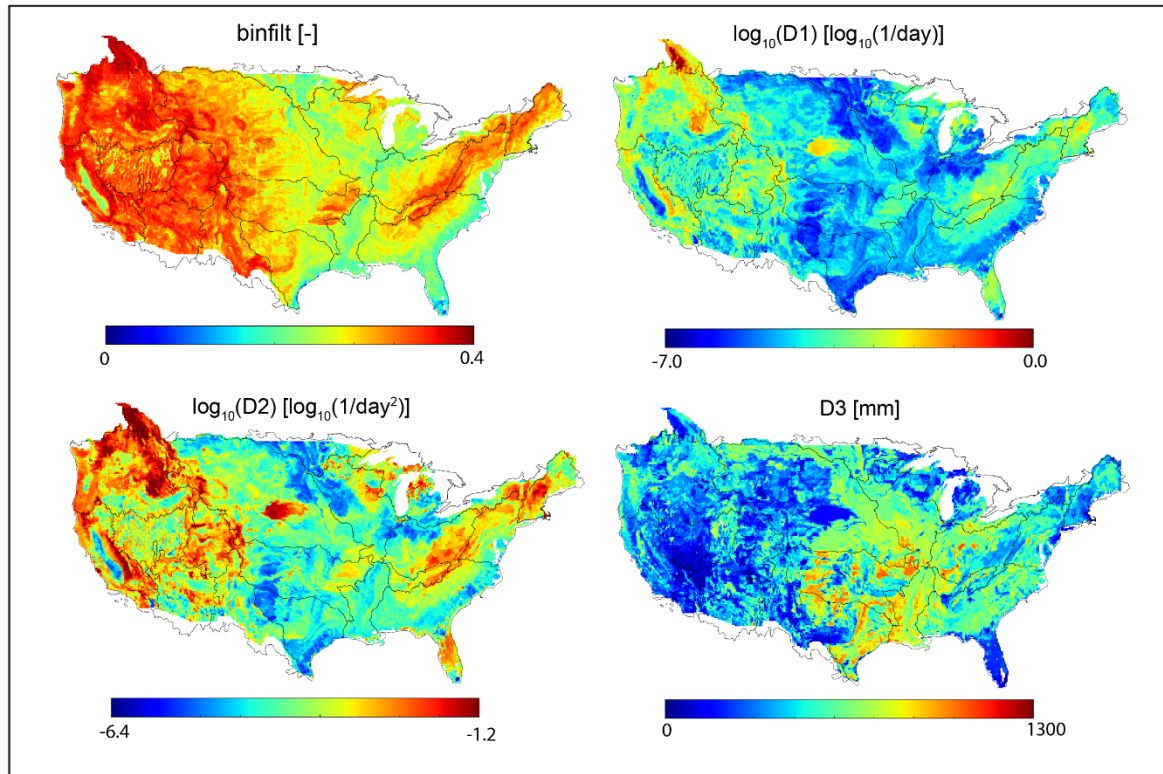 binfilt [-]
log₁₀(D1) [log₁₀(1/day)]
0
0.4
-7.0
0.0
log₁₀(D2) [log₁₀(1/day²)]
D3 [mm]
-6.4
-1.2
0
1300